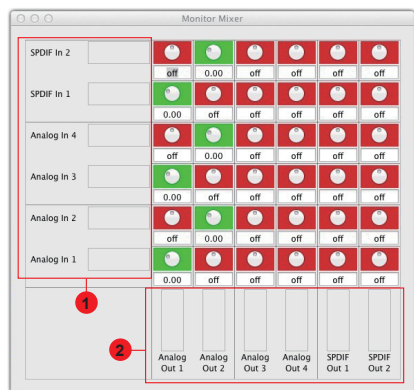 Monitor Mixer
SPDIF In 2
off 0.00 off off off off
SPDIF In 1
0.00 off off off off off
Analog In 4
off 0.00 off off off off
Analog In 3
0.00 off off off off off
Analog In 2
off 0.00 off off off off
Analog In 1
0.00 off off off off off
1
2
Analog Analog Analog Analog SPDIF SPDIF
Out 1 Out 2 Out 3 Out 4 Out 1 Out 2